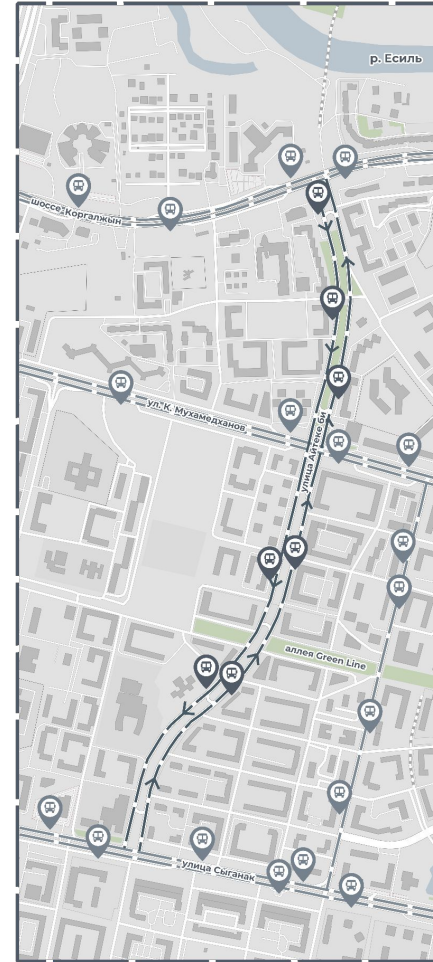 р. Есиль
шоссе Коргалжын
ул. К. Мухамедханов
улица Айтеке би
аллея Green Line
улица Сыганак